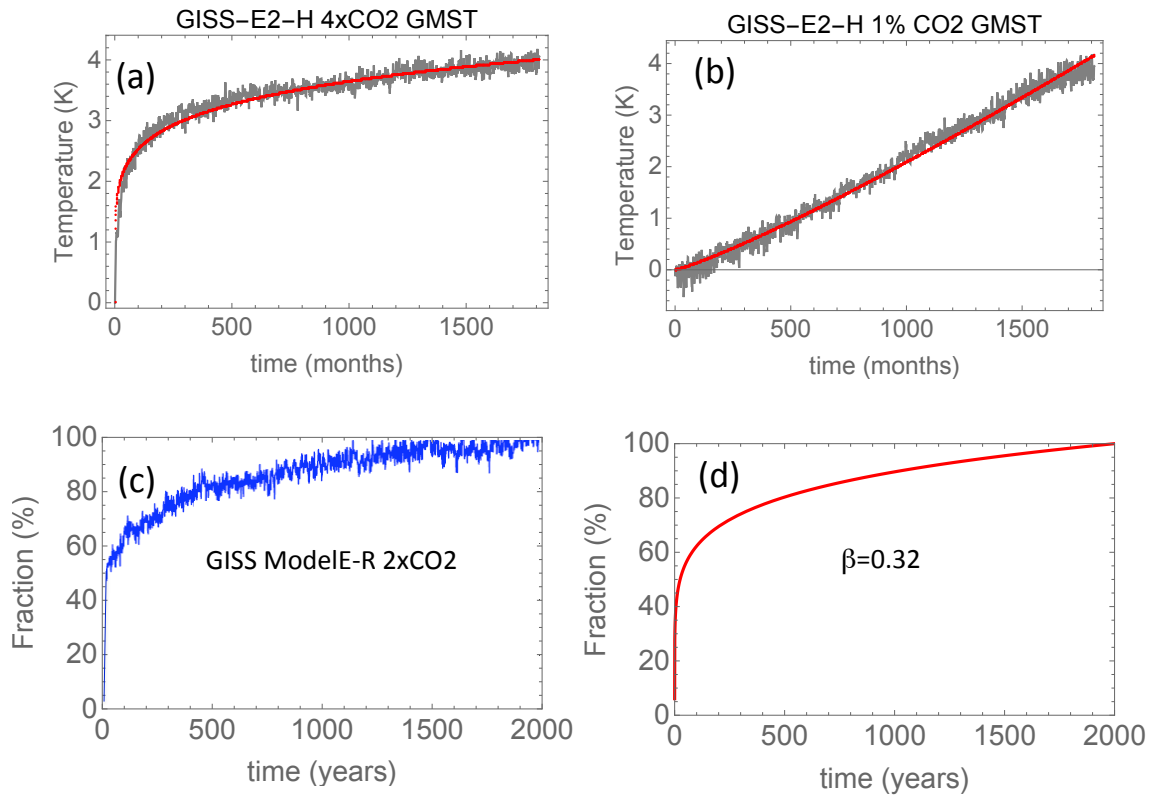 GISS−E2−H 4xCO2 GMST
(a)
Temperature (K)
4
3
2
1
0
0 500 1000 1500
time (months)
GISS−E2−H 1% CO2 GMST
(b)
Temperature (K)
4
3
2
1
0
0 500 1000 1500
time (months)
(c)
GISS ModelE-R 2xCO2
Fraction (%)
100
80
60
40
20
0
0 500 1000 1500 2000
time (years)
(d)
β=0.32
Fraction (%)
100
80
60
40
20
0
0 500 1000 1500 2000
time (years)